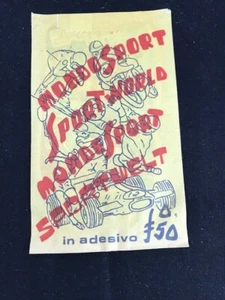 MONDO SPORT
SPORT WORLD
MONDE SPORT
SPORTWELT
in adesivo £50